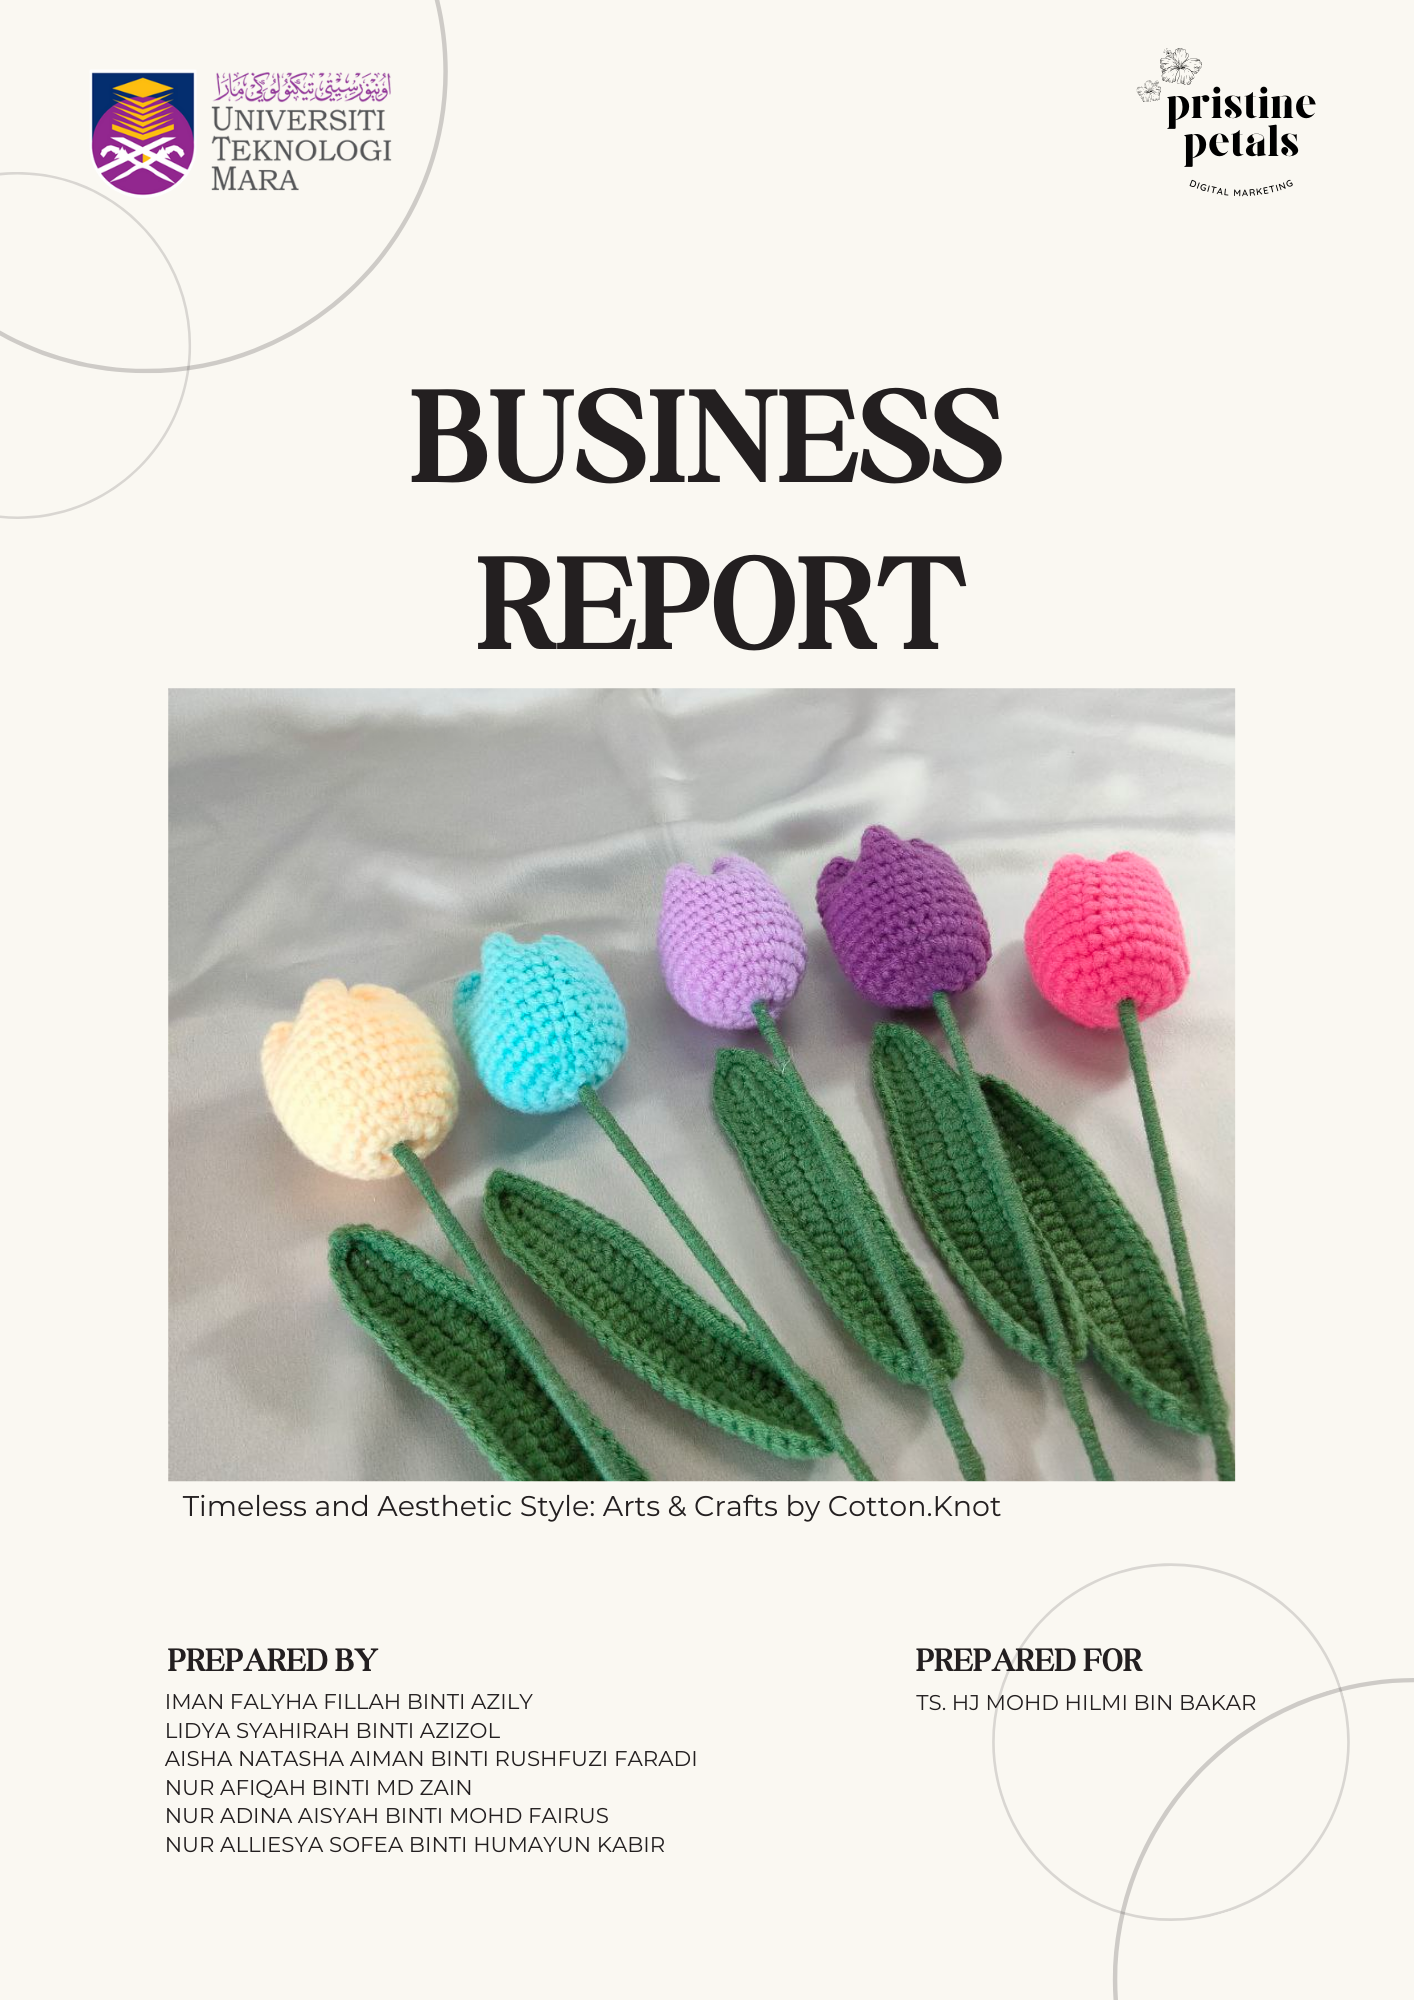 اونيۏرسيتي تيكنولوڬي مارا
UNIVERSITI
TEKNOLOGI
MARA
pristine
petals
DIGITAL MARKETING
BUSINESS
REPORT
Timeless and Aesthetic Style: Arts & Crafts by Cotton.Knot
PREPARED BY
IMAN FALYHA FILLAH BINTI AZILY
LIDYA SYAHIRAH BINTI AZIZOL
AISHA NATASHA AIMAN BINTI RUSHFUZI FARADI
NUR AFIQAH BINTI MD ZAIN
NUR ADINA AISYAH BINTI MOHD FAIRUS
NUR ALLIESYA SOFEA BINTI HUMAYUN KABIR
PREPARED FOR
TS. HJ MOHD HILMI BIN BAKAR